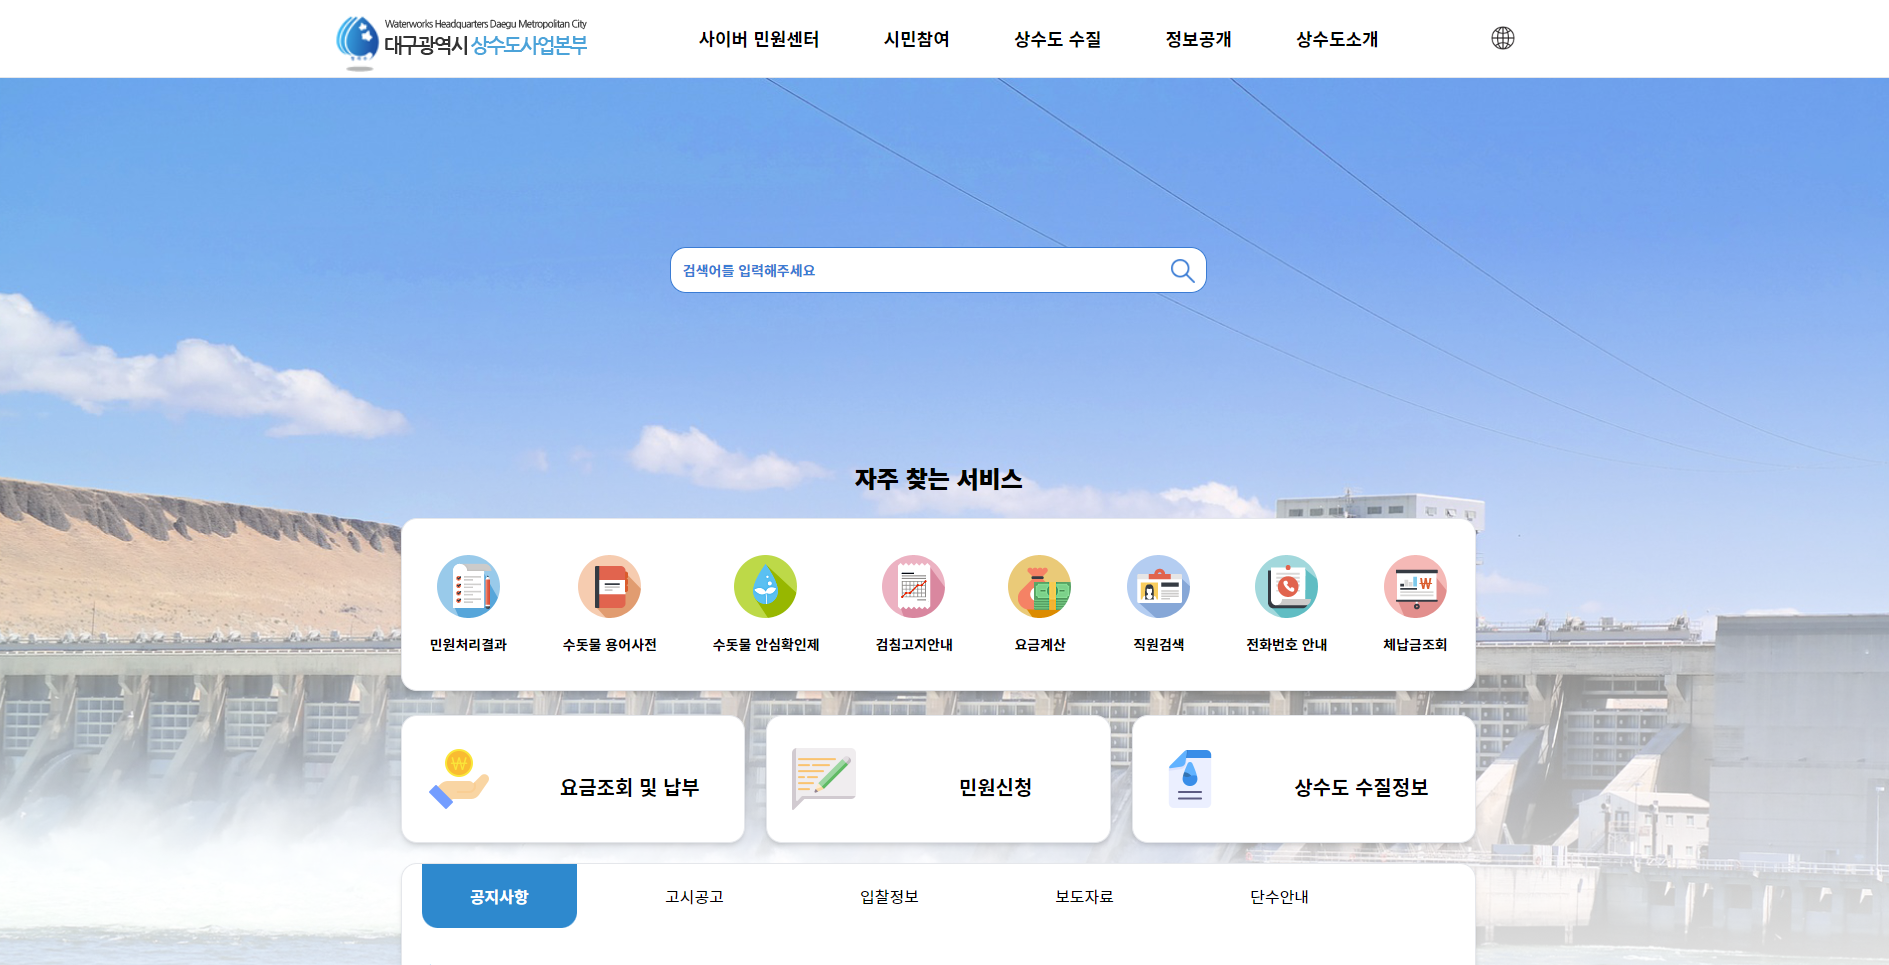 Waterworks Headquarters Daegu Metropolitan City
대구광역시 상수도사업본부
사이버 민원센터
시민참여
상수도 수질
정보공개
상수도소개
검색어를 입력해주세요
자주 찾는 서비스
민원처리결과
수돗물 용어사전
수돗물 안심확인제
검침고지안내
요금계산
직원검색
전화번호 안내
체납금조회
요금조회 및 납부
민원신청
상수도 수질정보
공지사항
고시공고
입찰정보
보도자료
단수안내